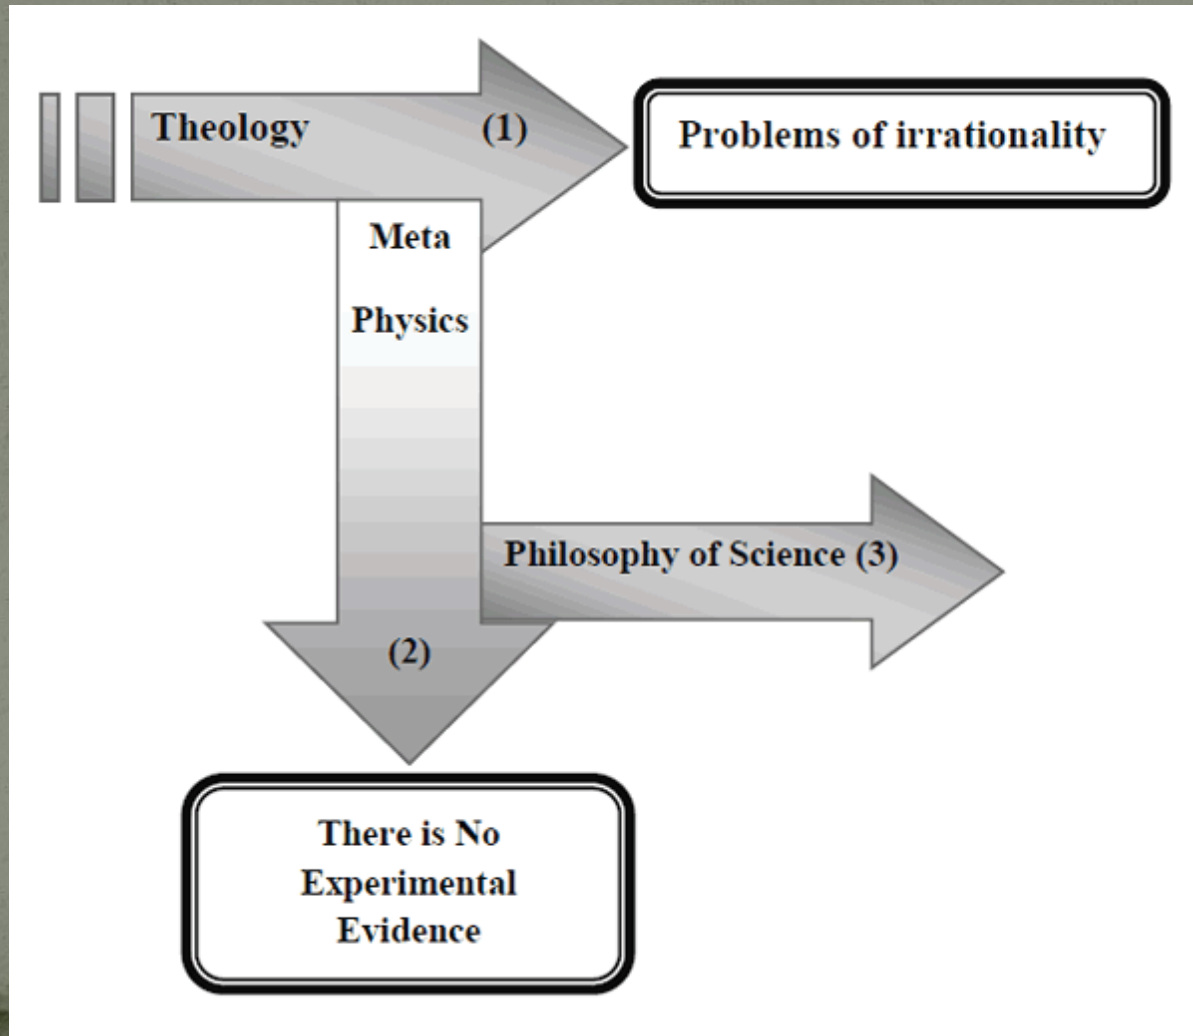 Theology (1)
Problems of irrationality
Meta
Physics
Philosophy of Science (3)
(2)
There is No
Experimental
Evidence